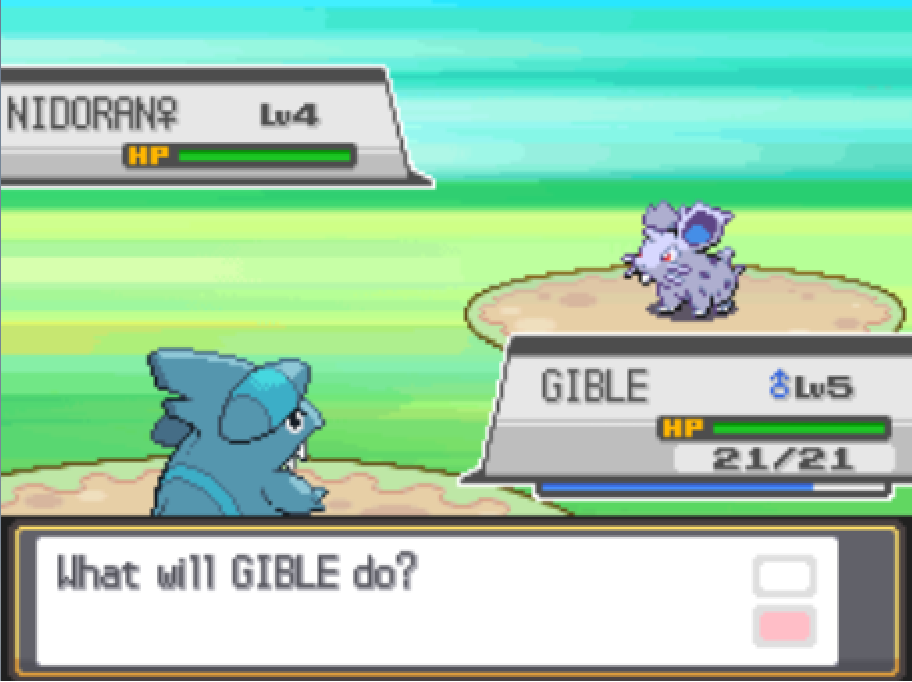 NIDORAN♀ Lv4
HP
GIBLE ♂Lv5
HP
21/21
What will GIBLE do?